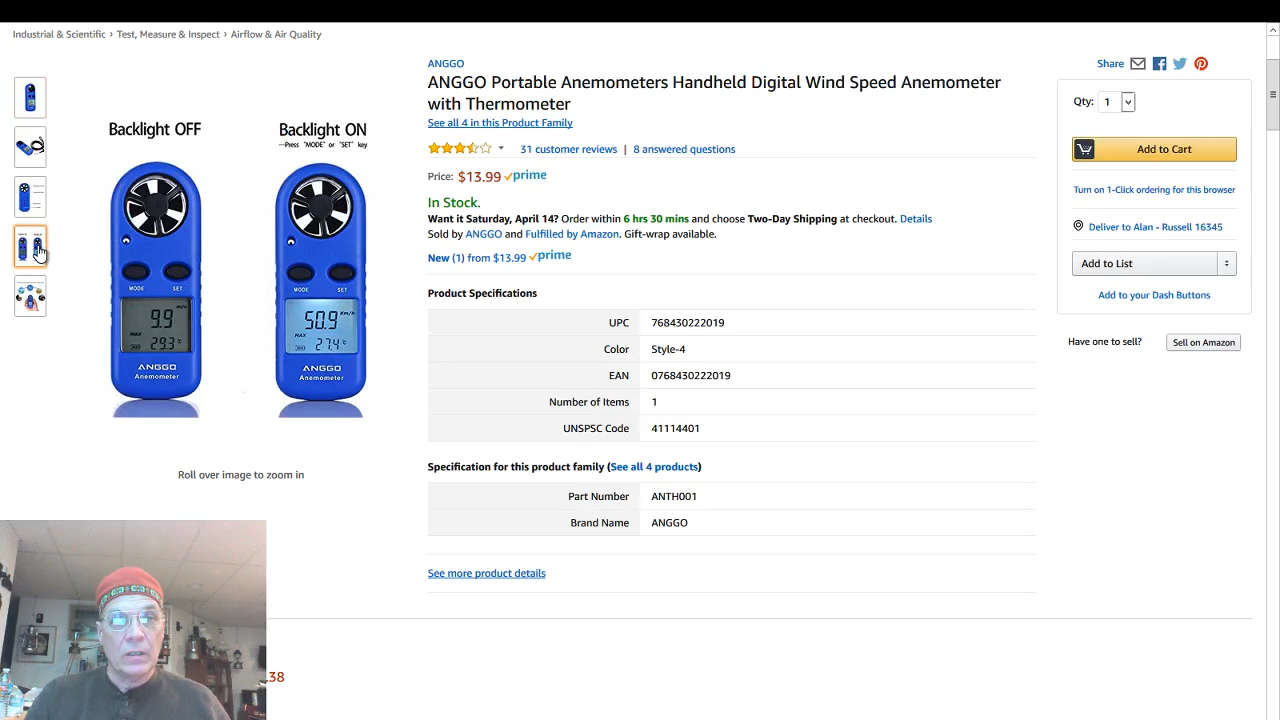 Industrial & Scientific › Test, Measure & Inspect › Airflow & Air Quality
ANGGO
ANGGO Portable Anemometers Handheld Digital Wind Speed Anemometer
with Thermometer
See all 4 in this Product Family
31 customer reviews | 8 answered questions
Price: $13.99 prime
In Stock.
Want it Saturday, April 14? Order within 6 hrs 30 mins and choose Two-Day Shipping at checkout. Details
Sold by ANGGO and Fulfilled by Amazon. Gift-wrap available.
New (1) from $13.99 prime
Product Specifications
UPC 768430222019
Color Style-4
EAN 0768430222019
Number of Items 1
UNSPSC Code 41114401
Specification for this product family (See all 4 products)
Part Number ANTH001
Brand Name ANGGO
See more product details
Backlight OFF
Backlight ON
—Press "MODE" or "SET" key
MODE SET
9.9 m/s
MAX
29.3°C
ANGGO
Anemometer
MODE SET
50.9 Km/h
MAX
27.4°C
ANGGO
Anemometer
Roll over image to zoom in
Share
Qty: 1
Add to Cart
Turn on 1-Click ordering for this browser
Deliver to Alan - Russell 16345
Add to List
Add to your Dash Buttons
Have one to sell? Sell on Amazon
.38